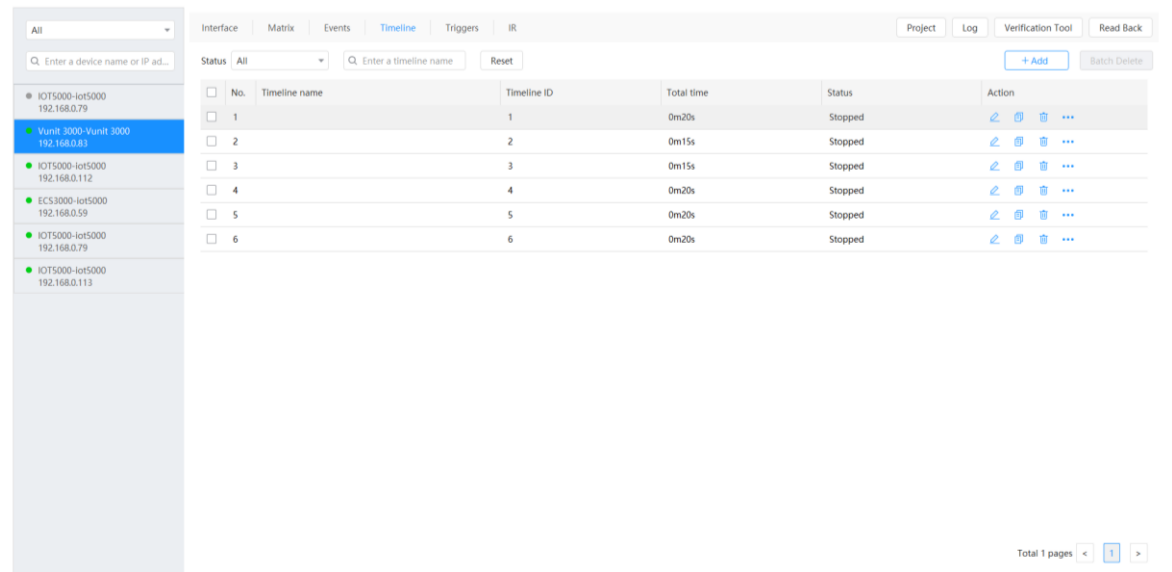 All
Enter a device name or IP ad...
IOT5000-Iot5000
192.168.0.79
Vunit 3000-Vunit 3000
192.168.0.83
IOT5000-Iot5000
192.168.0.112
ECS3000-Iot5000
192.168.0.59
IOT5000-Iot5000
192.168.0.79
IOT5000-Iot5000
192.168.0.113
Interface Matrix Events Timeline Triggers IR Project Log Verification Tool Read Back
Status All Enter a timeline name Reset + Add Batch Delete
No. Timeline name Timeline ID Total time Status Action
1 1 0m20s Stopped
2 2 0m15s Stopped
3 3 0m15s Stopped
4 4 0m20s Stopped
5 5 0m20s Stopped
6 6 0m20s Stopped
Total 1 pages < 1 >